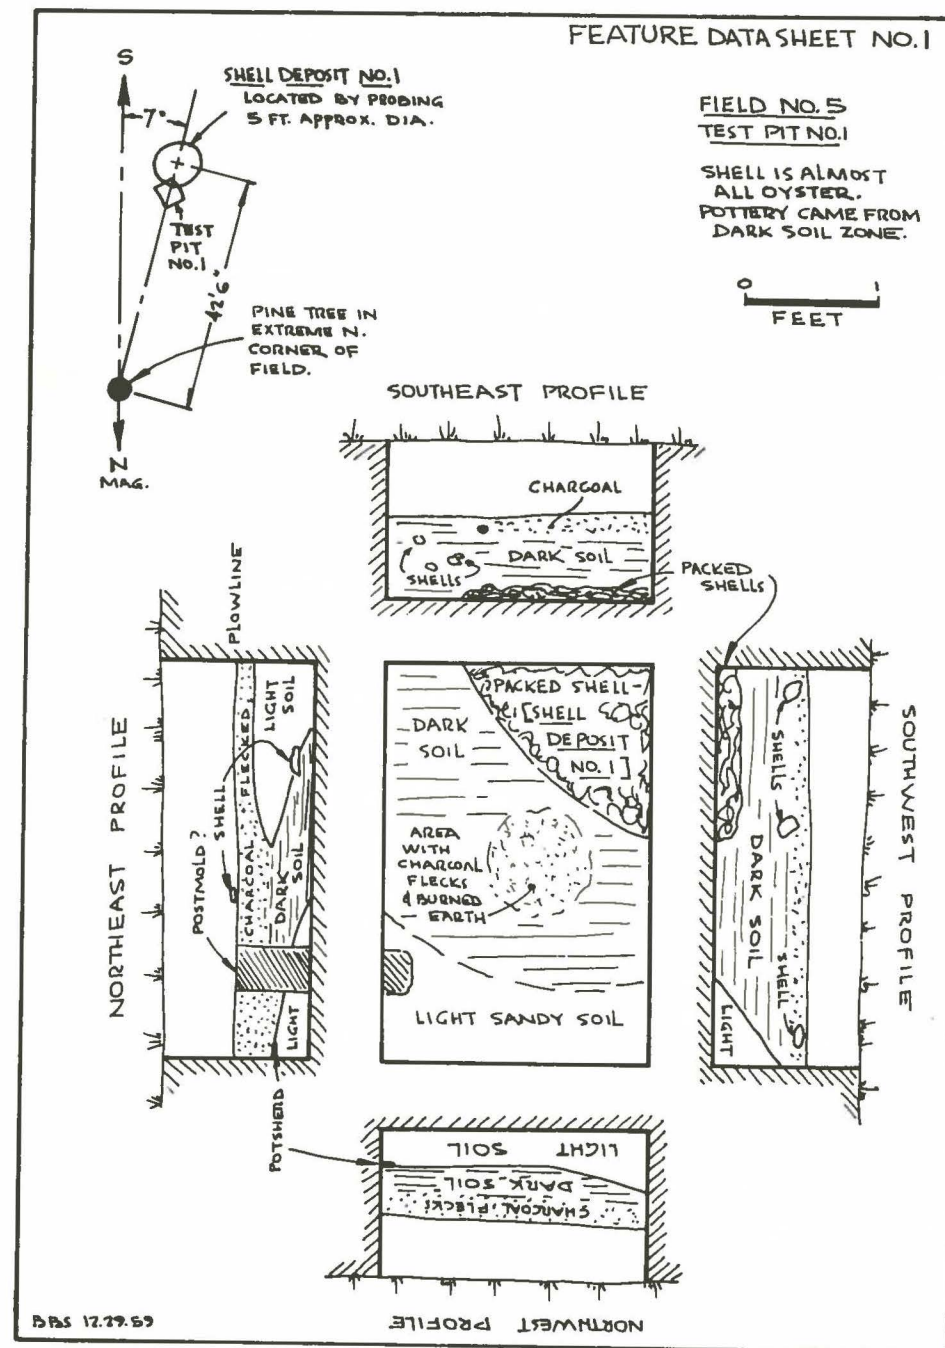 FEATURE DATA SHEET NO.1
S
7°
SHELL DEPOSIT NO.1
LOCATED BY PROBING
5 FT. APPROX. DIA.
TEST
PIT
NO.1
42'6"
PINE TREE IN
EXTREME N.
CORNER OF
FIELD.
N
MAG.
FIELD NO.5
TEST PIT NO.1
SHELL IS ALMOST
ALL OYSTER.
POTTERY CAME FROM
DARK SOIL ZONE.
0 1
FEET
SOUTHEAST PROFILE
CHARCOAL
DARK SOIL
SHELLS
PACKED
SHELLS
NORTHEAST PROFILE
PLOWLINE
POSTMOLD?
SHELL
CHARCOAL FLECKED
LIGHT
SOIL
DARK SOIL
LIGHT
POTSHERD
DARK
SOIL
PACKED SHELL-
[SHELL
DEPOSIT
NO.1]
AREA
WITH
CHARCOAL
FLECKS
& BURNED
EARTH
LIGHT SANDY SOIL
SHELLS
DARK SOIL
SHELL
LIGHT
SOUTHWEST PROFILE
LIGHT SOIL
DARK SOIL
CHARCOAL FLECKS
NORTHWEST PROFILE
BBS 12.29.59